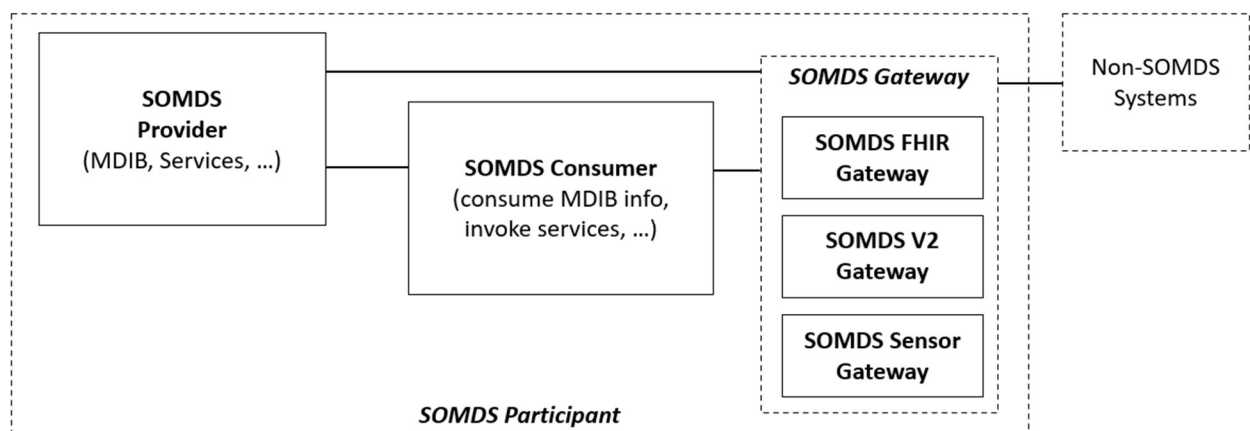 SOMDS
Provider
(MDIB, Services, …)
SOMDS Consumer
(consume MDIB info,
invoke services, …)
SOMDS Gateway
SOMDS FHIR
Gateway
SOMDS V2
Gateway
SOMDS Sensor
Gateway
Non-SOMDS
Systems
SOMDS Participant